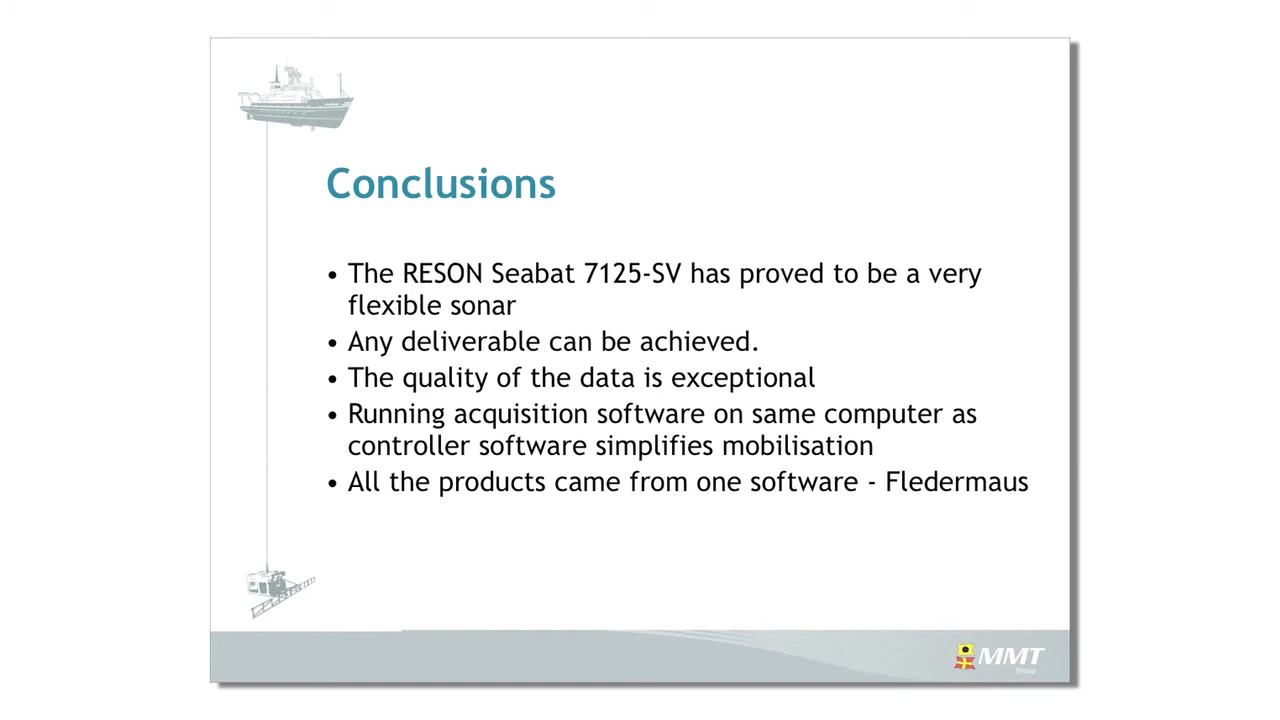 Conclusions
• The RESON Seabat 7125-SV has proved to be a very
flexible sonar
• Any deliverable can be achieved.
• The quality of the data is exceptional
• Running acquisition software on same computer as
controller software simplifies mobilisation
• All the products came from one software - Fledermaus
MMT
Group